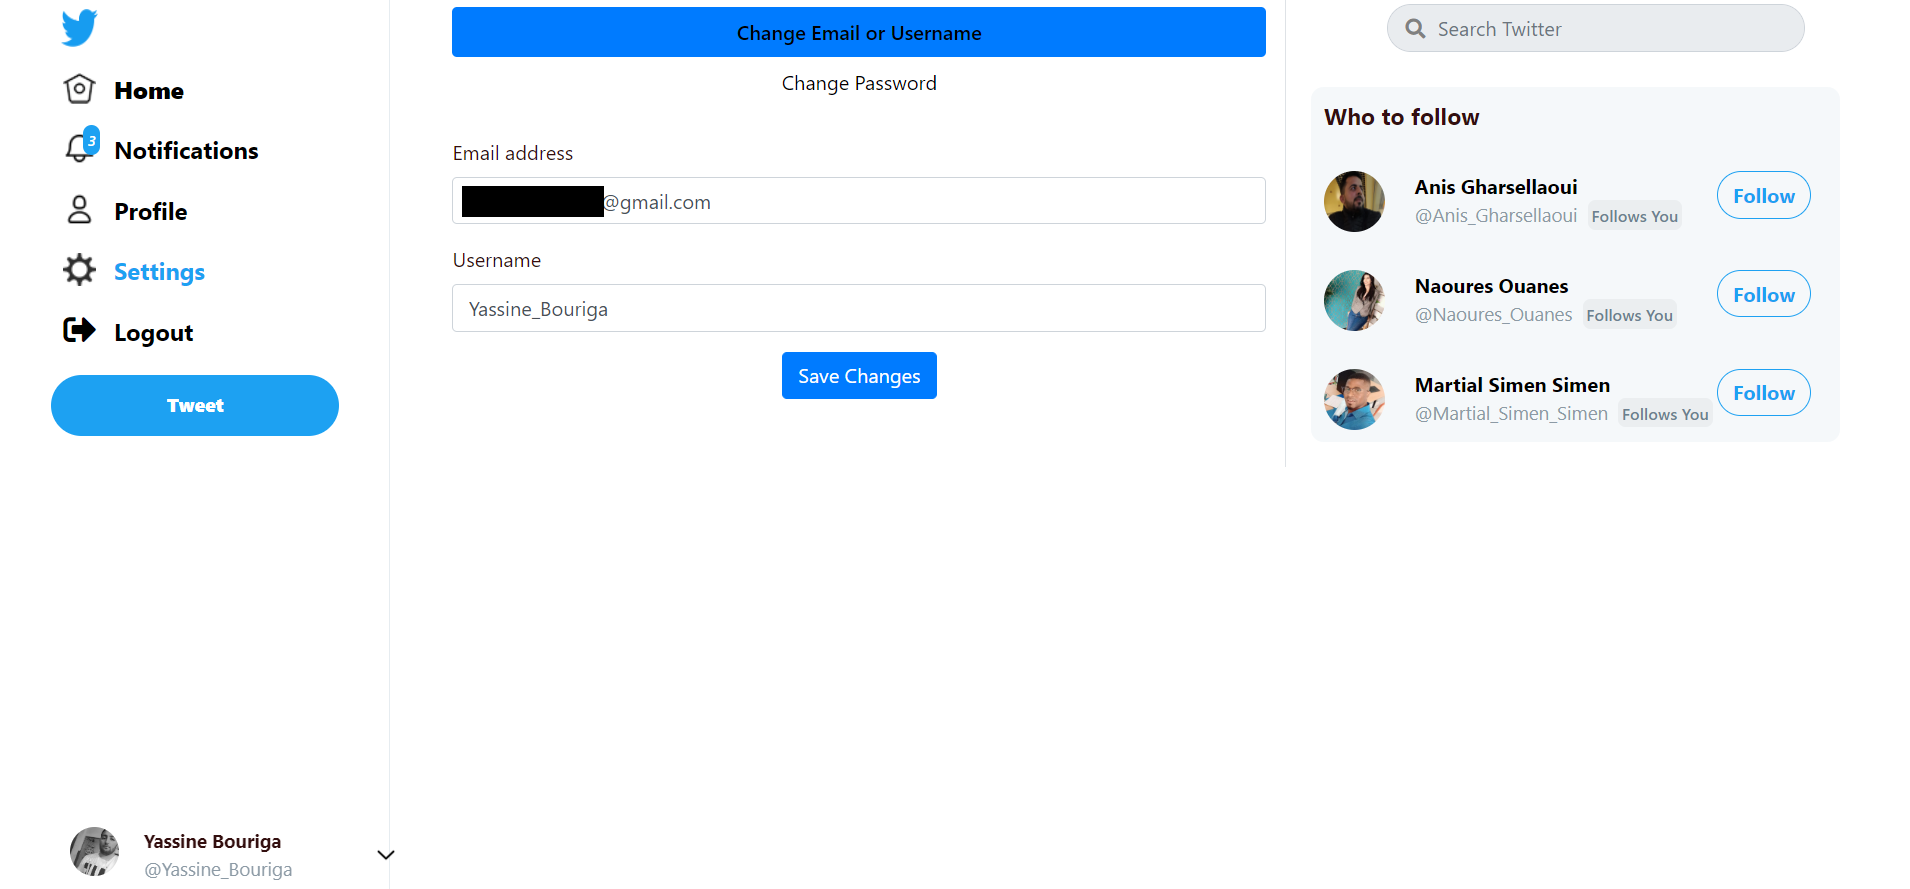 Home
3
Notifications
Profile
Settings
Logout
Tweet
Yassine Bouriga
@Yassine_Bouriga
Change Email or Username
Change Password
Email address
@gmail.com
Username
Yassine_Bouriga
Save Changes
Search Twitter
Who to follow
Anis Gharsellaoui
@Anis_Gharsellaoui Follows You
Follow
Naoures Ouanes
@Naoures_Ouanes Follows You
Follow
Martial Simen Simen
@Martial_Simen_Simen Follows You
Follow